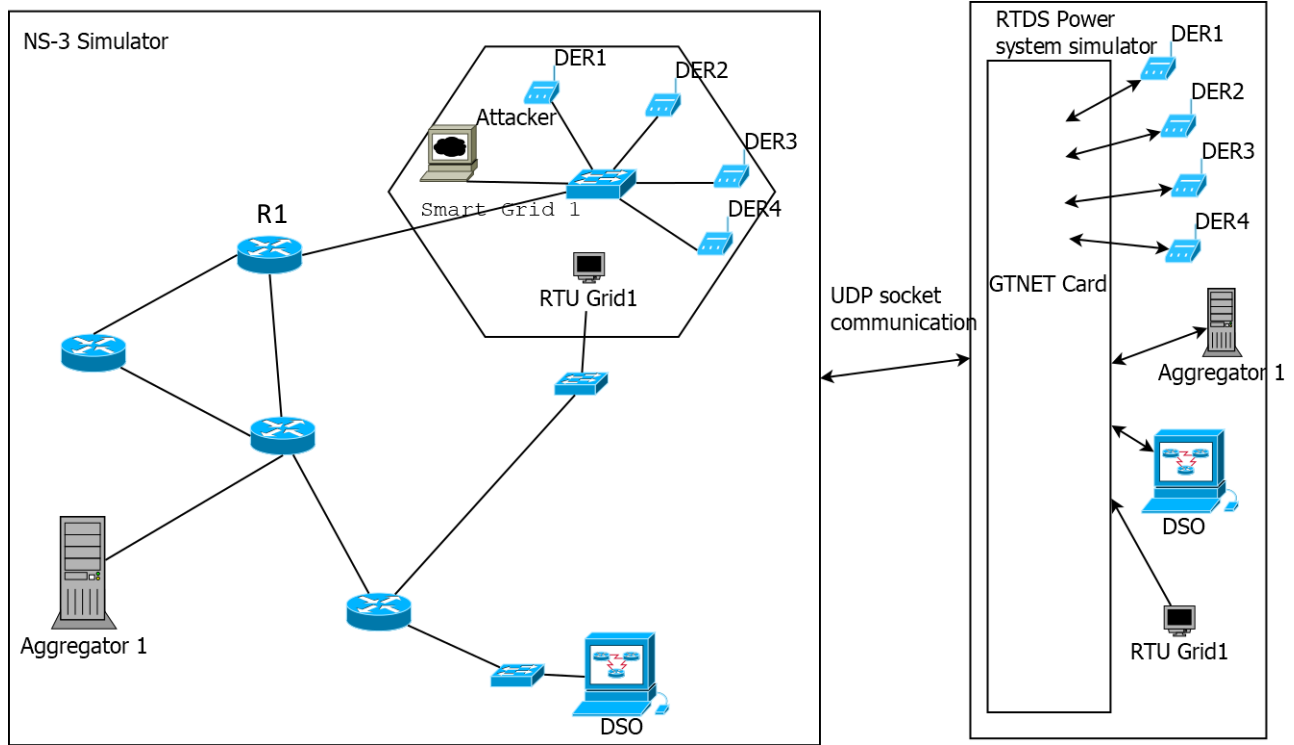 NS-3 Simulator
DER1
DER2
Attacker
DER3
Smart Grid 1
DER4
R1
RTU Grid1
Aggregator 1
DSO
UDP socket
communication
RTDS Power
system simulator
DER1
DER2
DER3
DER4
GTNET Card
Aggregator 1
DSO
RTU Grid1